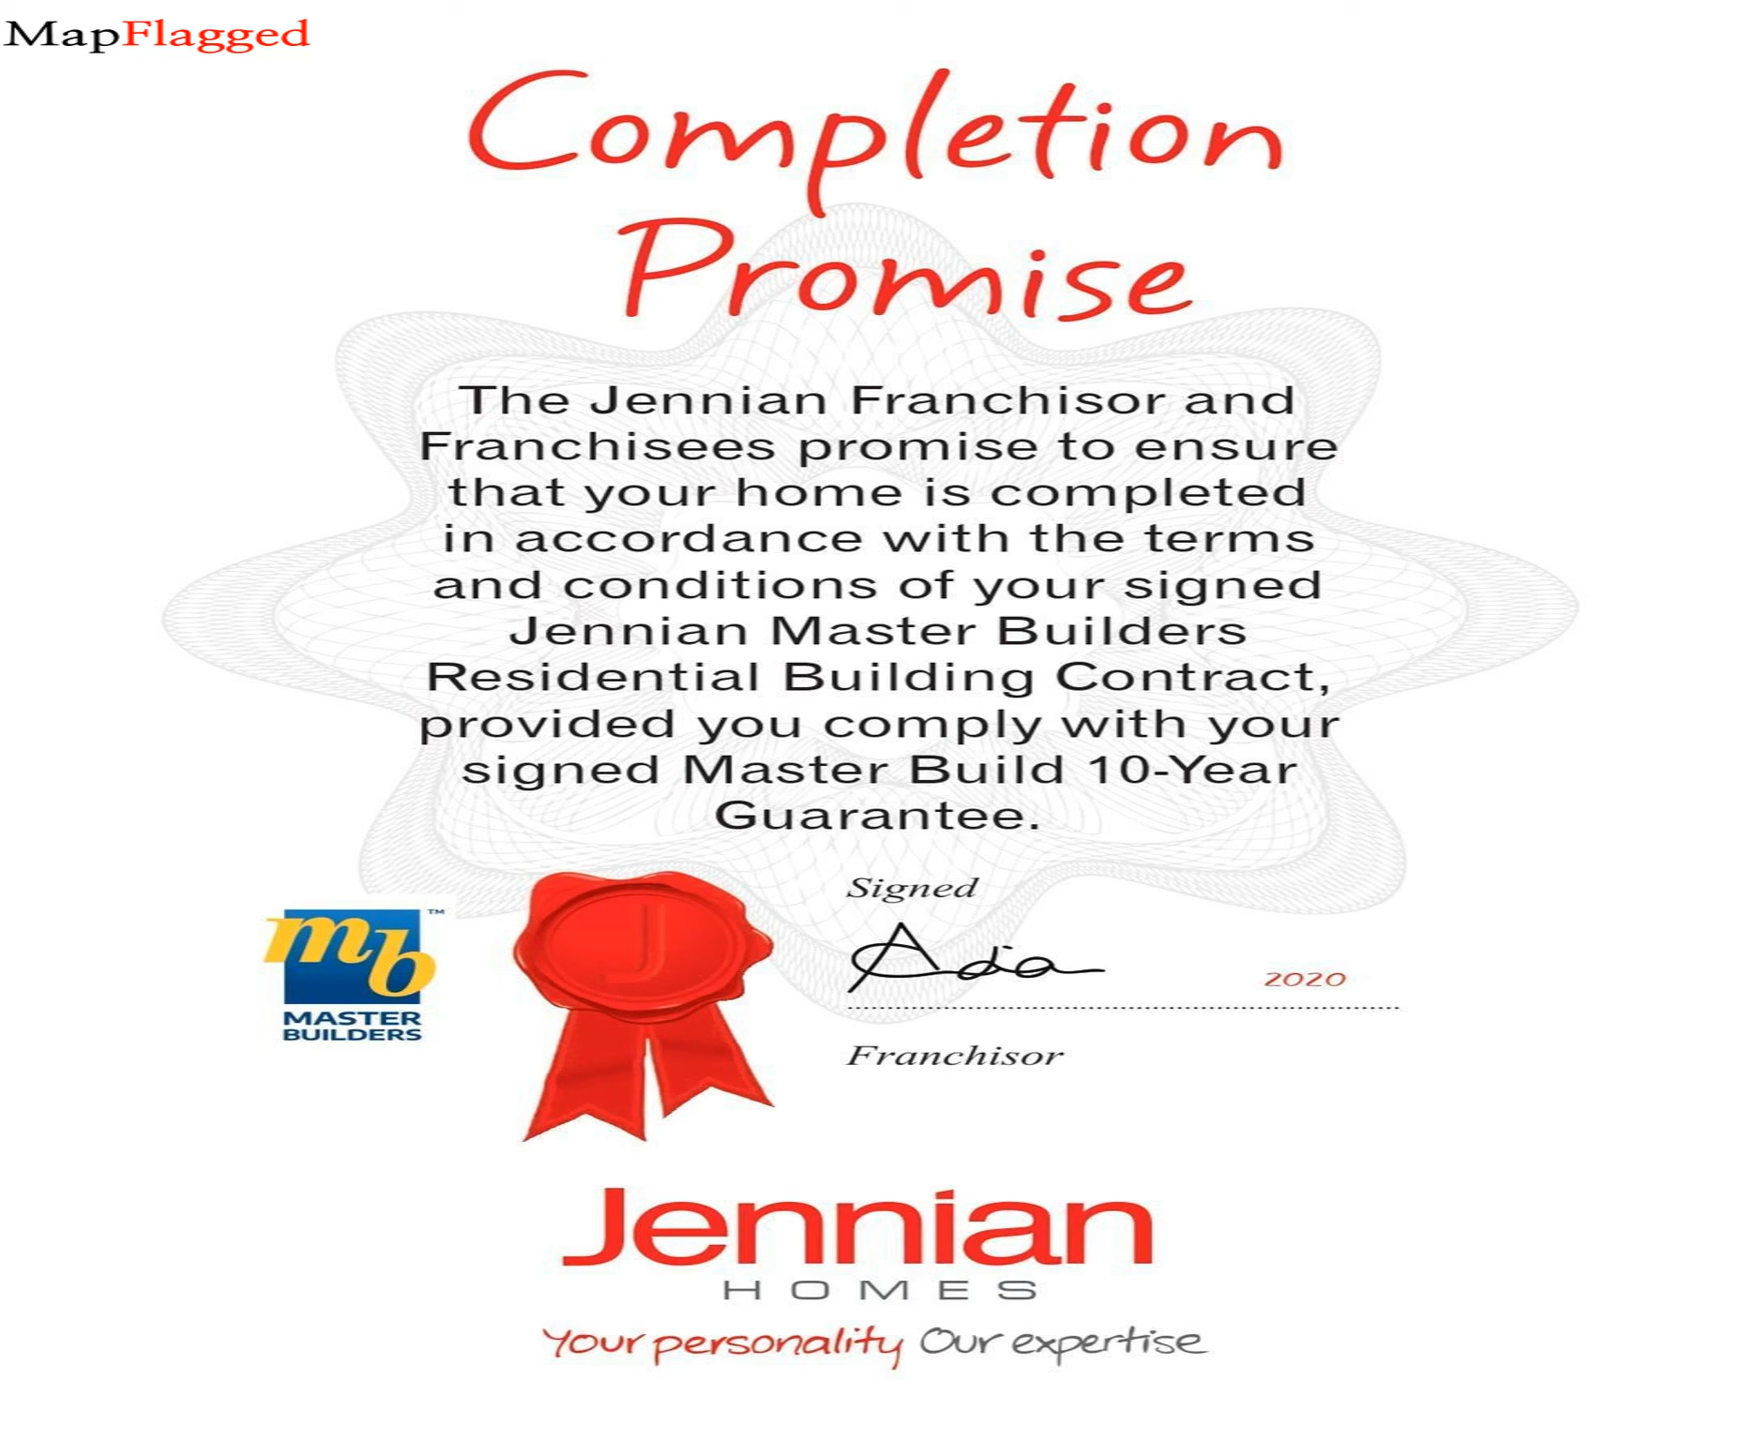 MapFlagged
Completion
Promise
The Jennian Franchisor and
Franchisees promise to ensure
that your home is completed
in accordance with the terms
and conditions of your signed
Jennian Master Builders
Residential Building Contract,
provided you comply with your
signed Master Build 10-Year
Guarantee.
Signed
2020
Franchisor
mb™
MASTER
BUILDERS
J
Jennian
HOMES
Your personality Our expertise